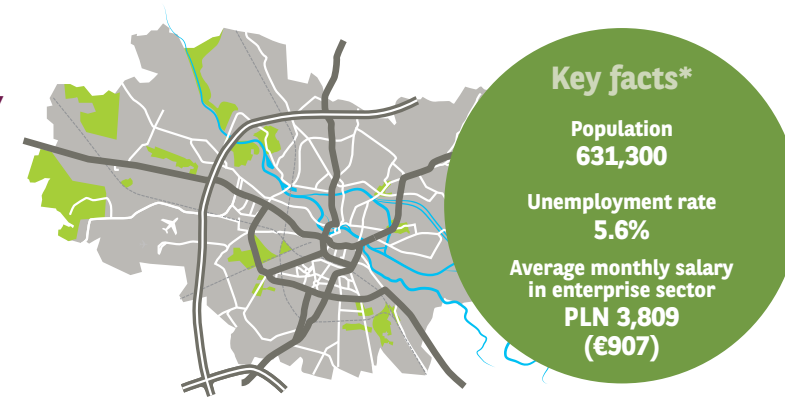 Key facts*
Population
631,300
Unemployment rate
5.6%
Average monthly salary
in enterprise sector
PLN 3,809
(€907)